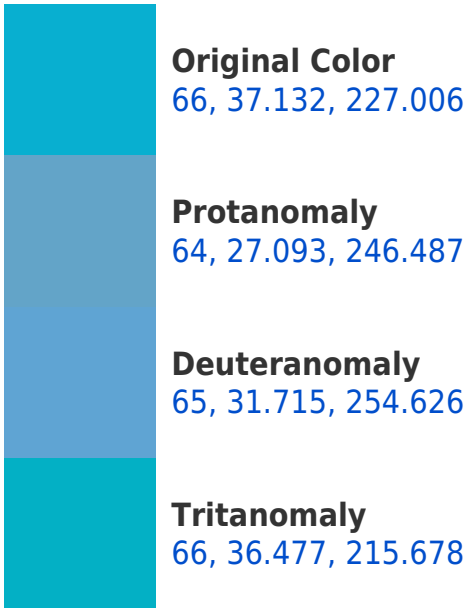 Original Color
66, 37.132, 227.006
Protanomaly
64, 27.093, 246.487
Deuteranomaly
65, 31.715, 254.626
Tritanomaly
66, 36.477, 215.678